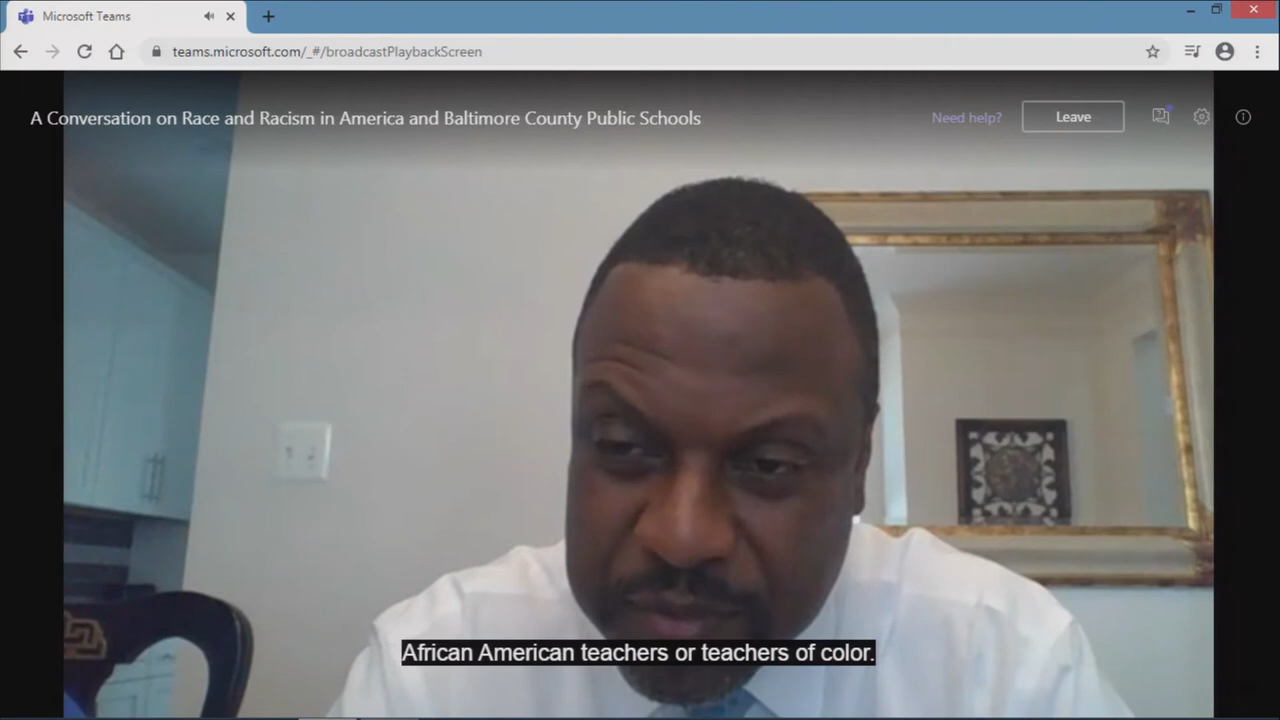 Microsoft Teams
teams.microsoft.com/_#/broadcastPlaybackScreen
A Conversation on Race and Racism in America and Baltimore County Public Schools
Need help?
Leave
African American teachers or teachers of color.